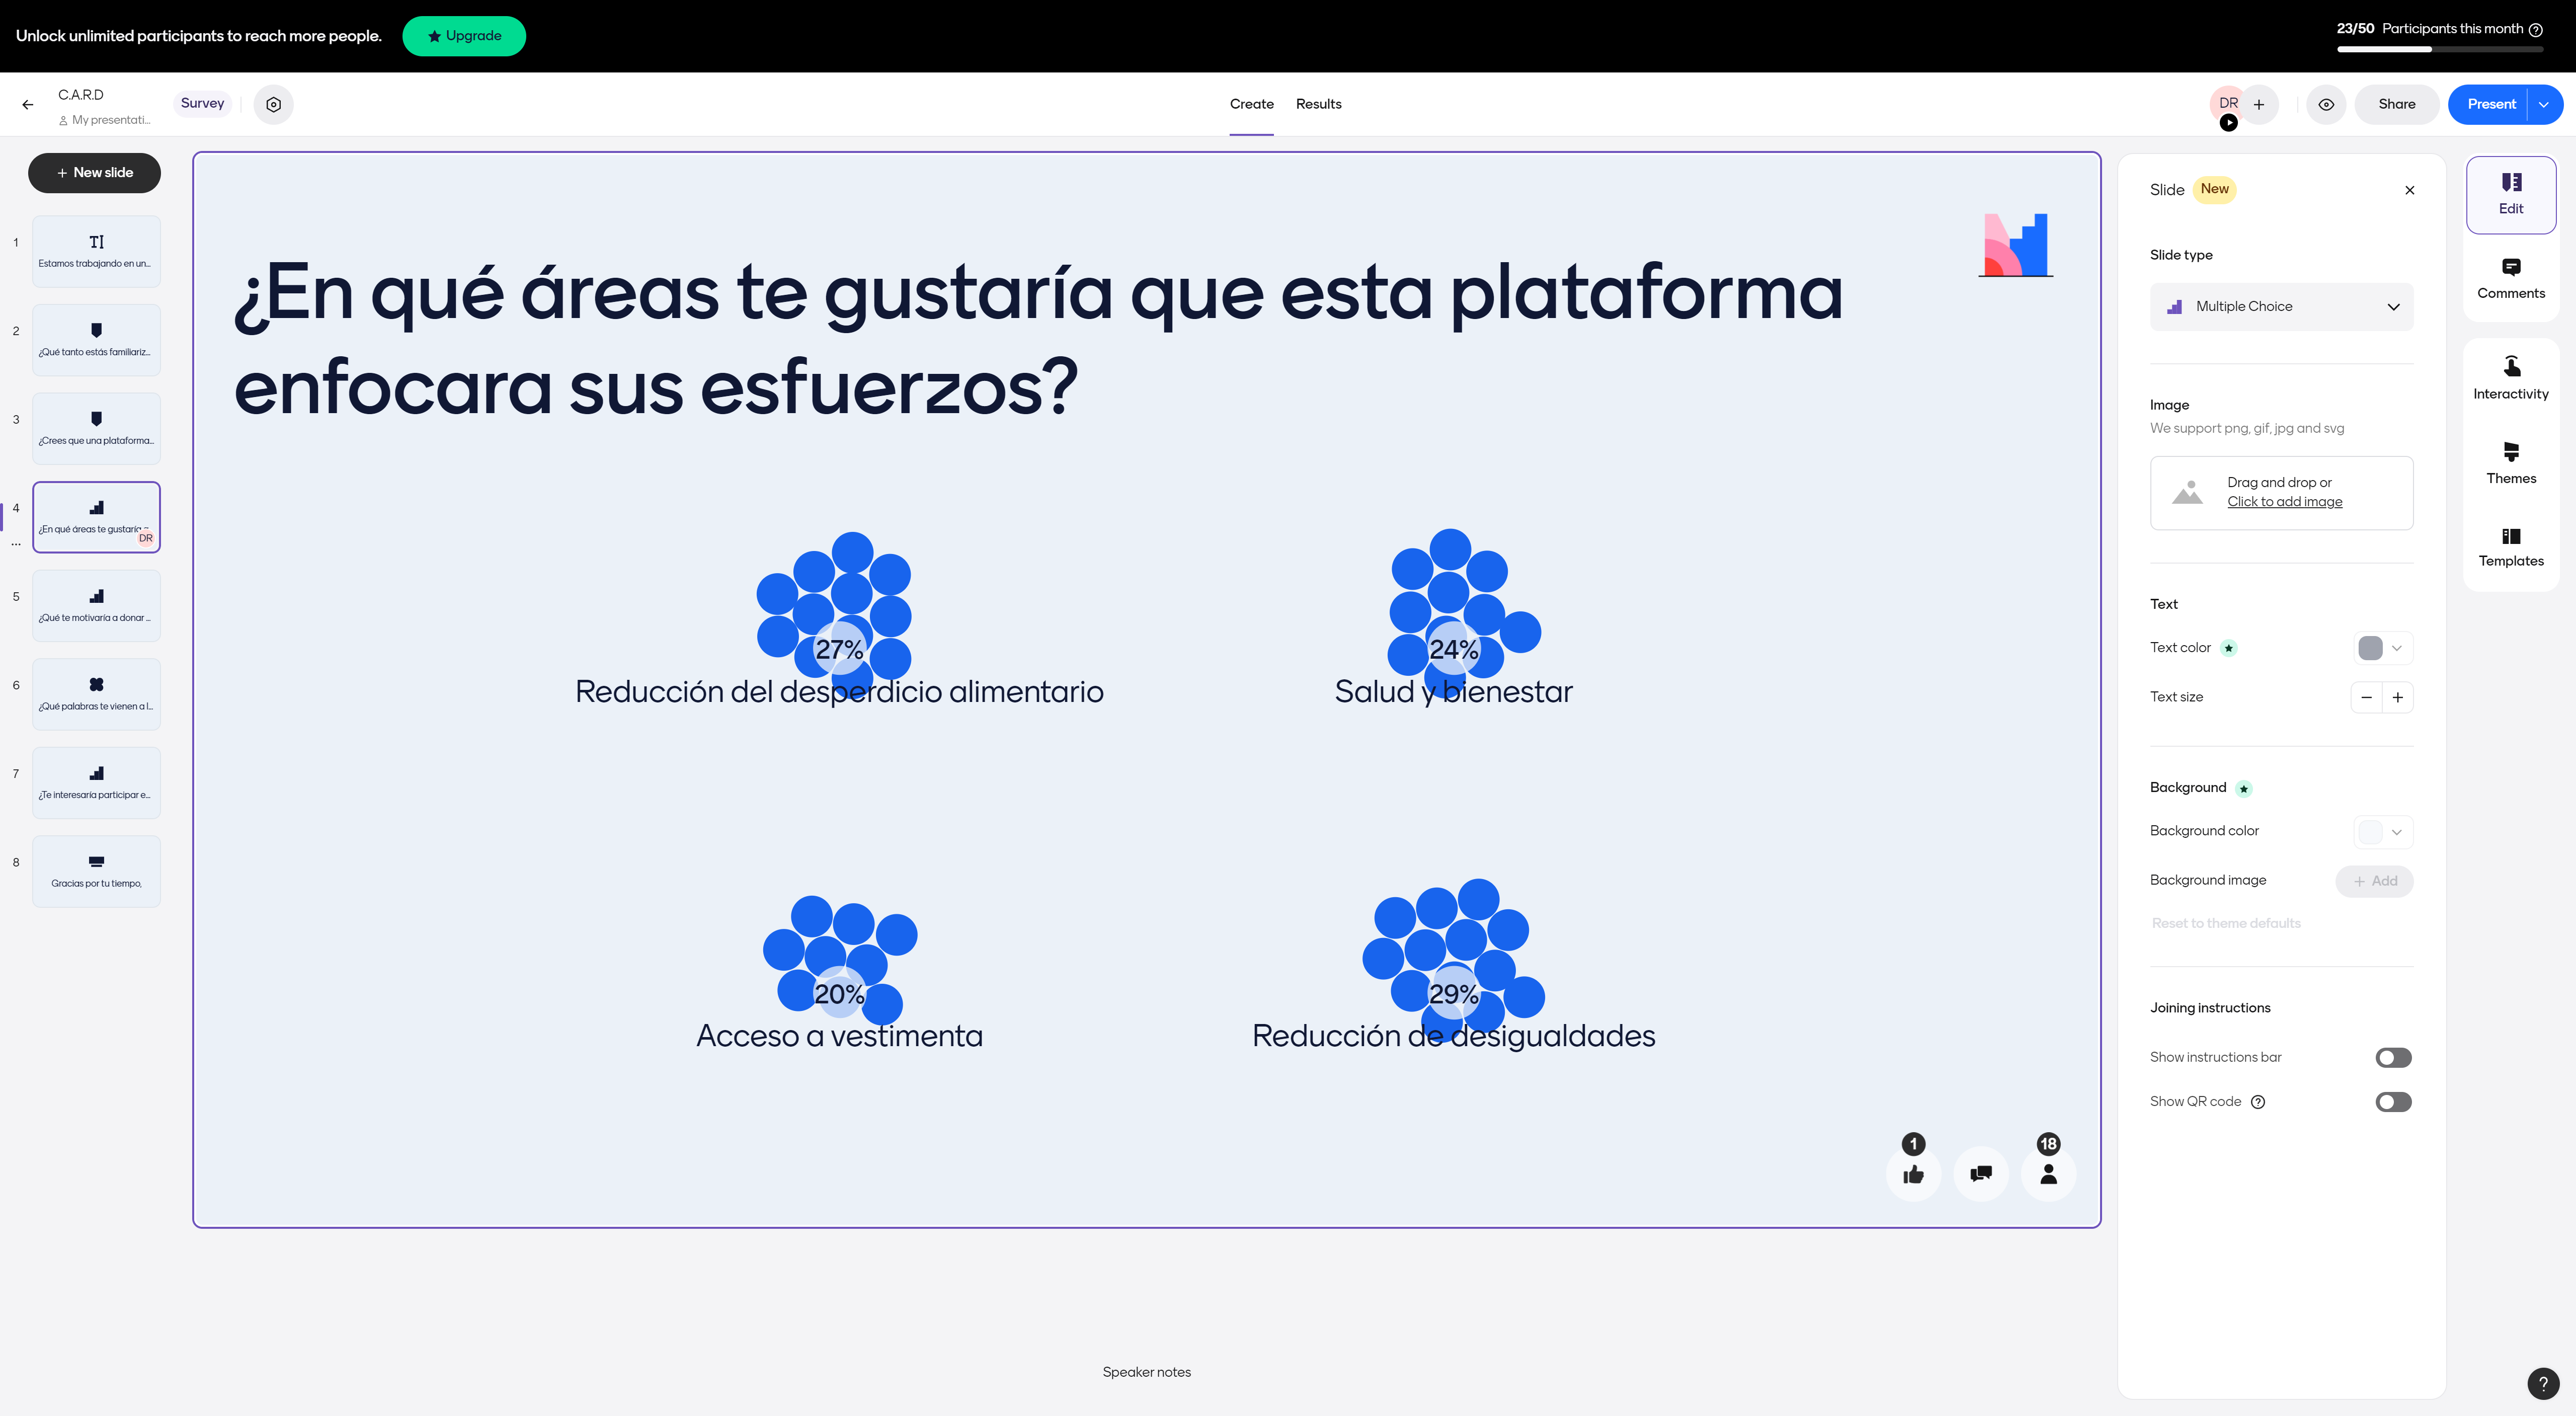 Unlock unlimited participants to reach more people.
Upgrade
23/50 Participants this month
C.A.R.D
My presentati...
Survey
Create
Results
DR
Share
Present
New slide
1
Estamos trabajando en un...
2
¿Qué tanto estás familiariz...
3
¿Crees que una plataforma...
4
¿En qué áreas te gustaría q...
DR
5
¿Qué te motivaría a donar ...
6
¿Qué palabras te vienen a l...
7
¿Te interesaría participar e...
8
Gracias por tu tiempo,
¿En qué áreas te gustaría que esta plataforma
enfocara sus esfuerzos?
27%
Reducción del desperdicio alimentario
24%
Salud y bienestar
20%
Acceso a vestimenta
29%
Reducción de desigualdades
1
18
Speaker notes
Slide New
Slide type
Multiple Choice
Image
We support png, gif, jpg and svg
Drag and drop or
Click to add image
Text
Text color
Text size
Background
Background color
Background image
+ Add
Reset to theme defaults
Joining instructions
Show instructions bar
Show QR code
Edit
Comments
Interactivity
Themes
Templates
?